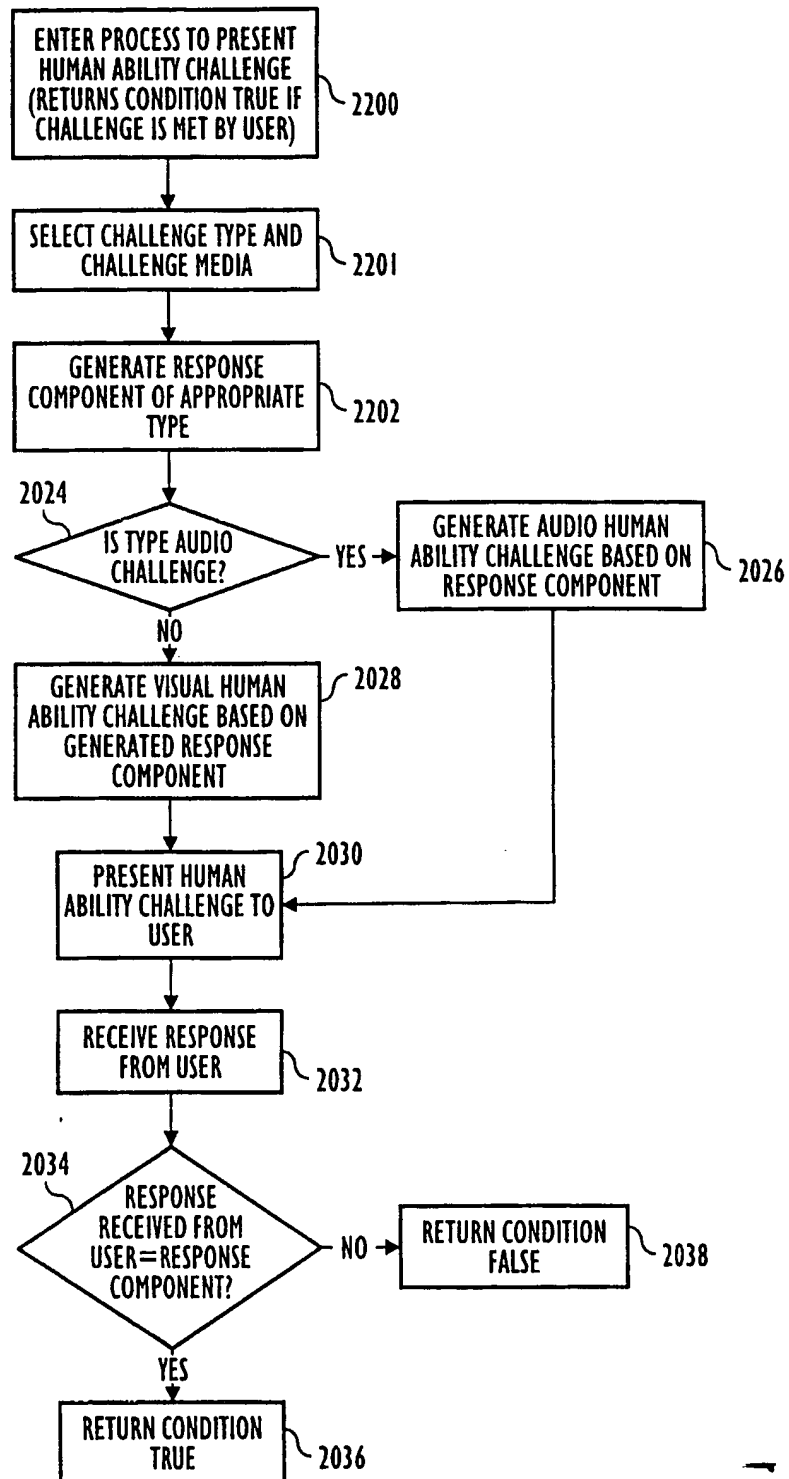 ENTER PROCESS TO PRESENT
HUMAN ABILITY CHALLENGE
(RETURNS CONDITION TRUE IF
CHALLENGE IS MET BY USER)
2200
SELECT CHALLENGE TYPE AND
CHALLENGE MEDIA
2201
GENERATE RESPONSE
COMPONENT OF APPROPRIATE
TYPE
2202
2024
IS TYPE AUDIO
CHALLENGE?
YES
GENERATE AUDIO HUMAN
ABILITY CHALLENGE BASED ON
RESPONSE COMPONENT
2026
NO
GENERATE VISUAL HUMAN
ABILITY CHALLENGE BASED ON
GENERATED RESPONSE
COMPONENT
2028
PRESENT HUMAN
ABILITY CHALLENGE TO
USER
2030
RECEIVE RESPONSE
FROM USER
2032
2034
RESPONSE
RECEIVED FROM
USER=RESPONSE
COMPONENT?
NO
RETURN CONDITION
FALSE
2038
YES
RETURN CONDITION
TRUE
2036